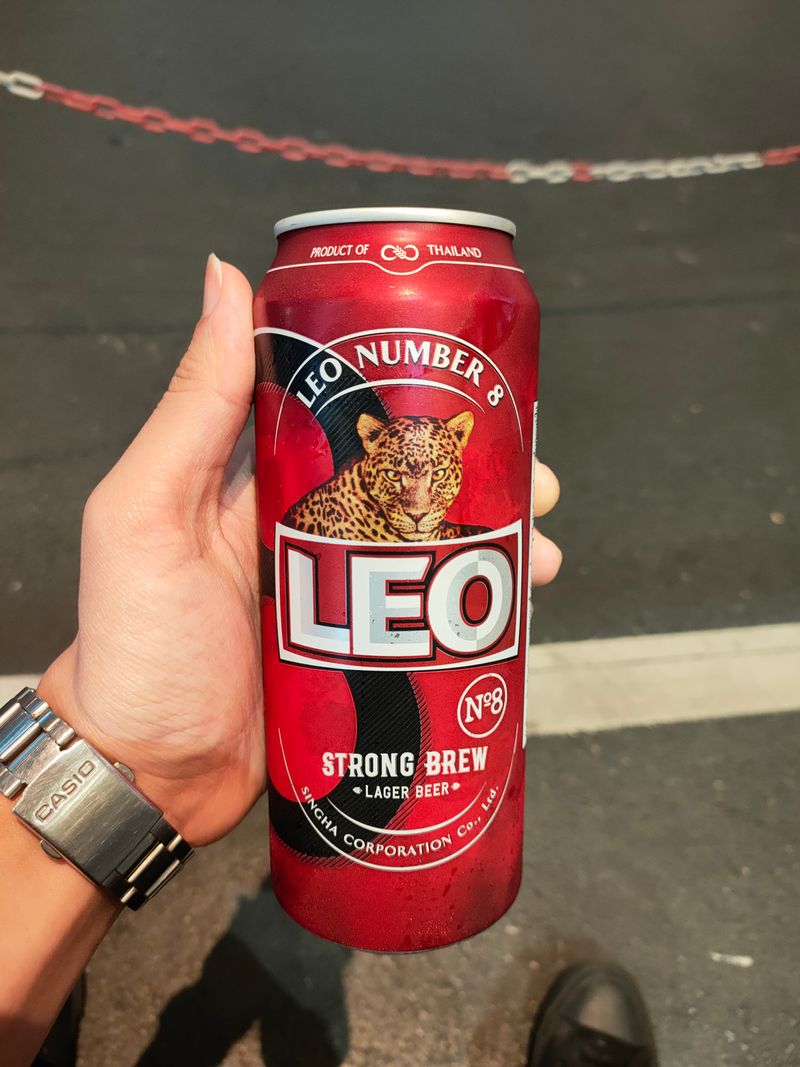 PRODUCT OF THAILAND
LEO NUMBER 8
LEO
Nº8
STRONG BREW
LAGER BEER
SINGHA CORPORATION Co., Ltd.
CASIO